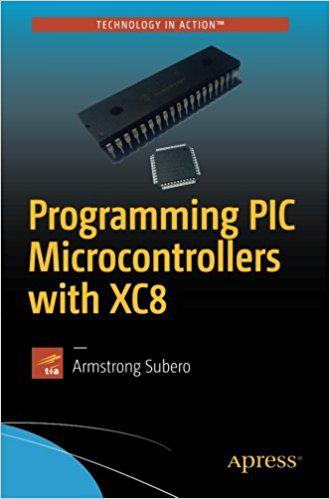 TECHNOLOGY IN ACTION™
Programming PIC
Microcontrollers
with XC8
tia
Armstrong Subero
Apress®